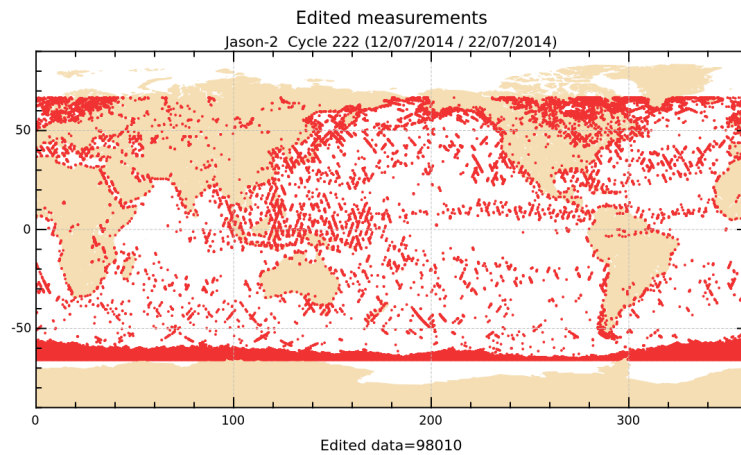 Edited measurements
Jason-2 Cycle 222 (12/07/2014 / 22/07/2014)
50
0
-50
0 100 200 300
Edited data=98010